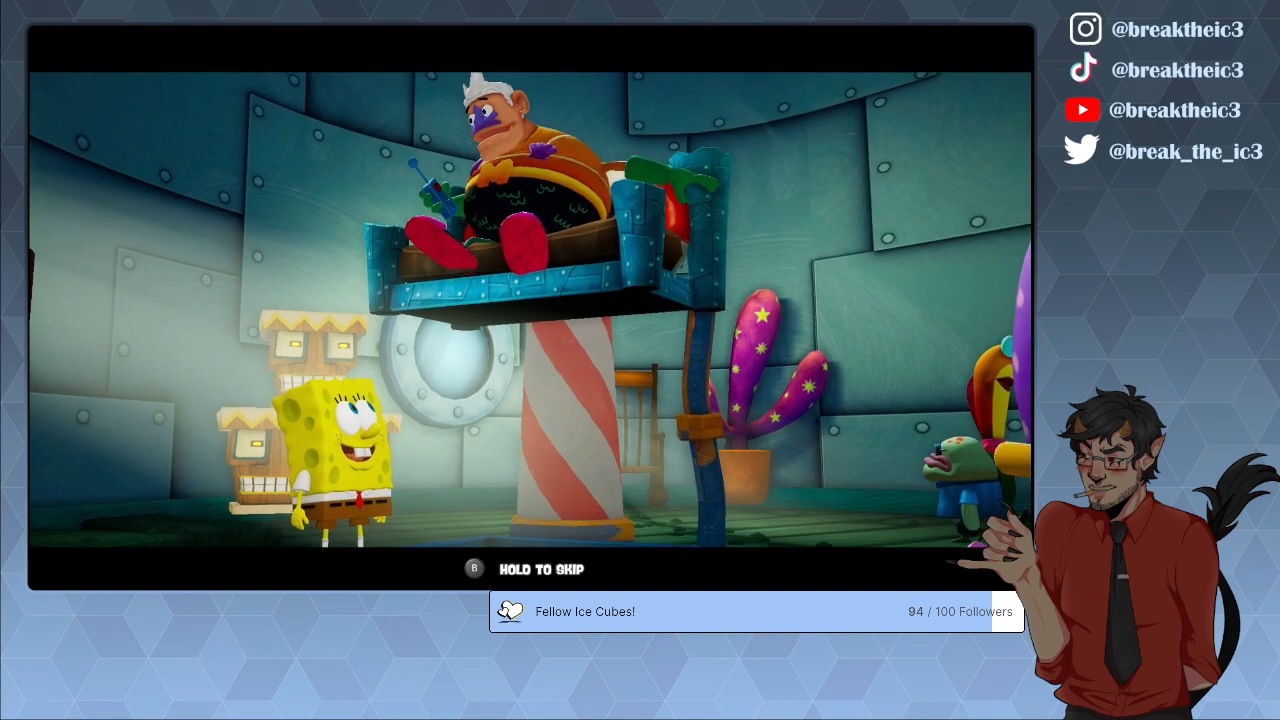 @breaktheic3
@breaktheic3
@breaktheic3
@break_the_ic3
B HOLD TO SKIP
Fellow Ice Cubes! 94 / 100 Followers